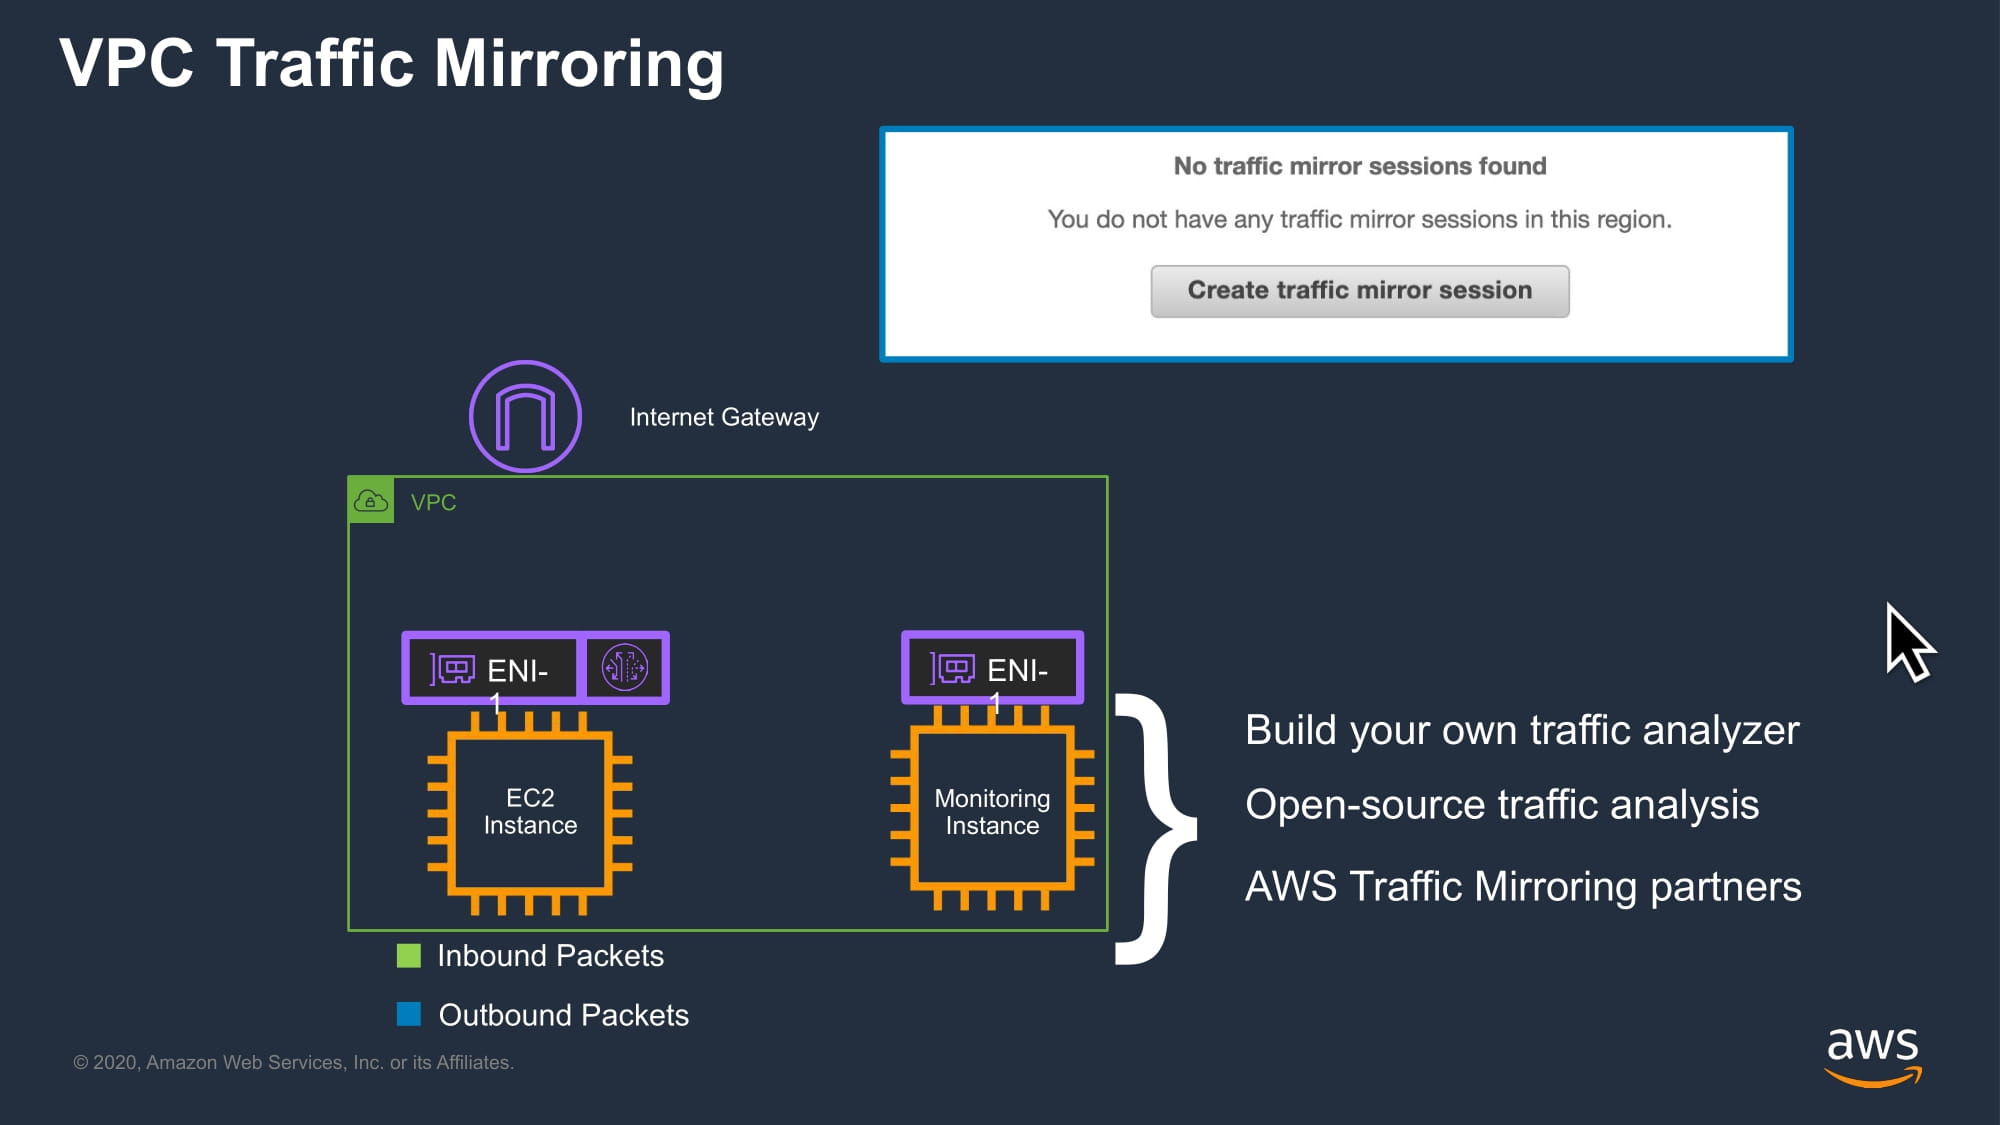 VPC Traffic Mirroring
No traffic mirror sessions found
You do not have any traffic mirror sessions in this region.
Create traffic mirror session
Internet Gateway
VPC
ENI-
1
ENI-
1
EC2
Instance
Monitoring
Instance
}
Build your own traffic analyzer
Open-source traffic analysis
AWS Traffic Mirroring partners
Inbound Packets
Outbound Packets
© 2020, Amazon Web Services, Inc. or its Affiliates.
aws